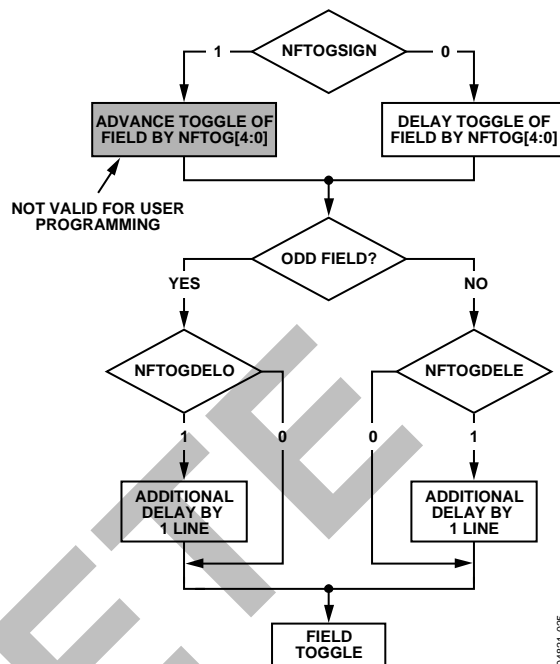 NFTOGSIGN
1
0
ADVANCE TOGGLE OF
FIELD BY NFTOG[4:0]
DELAY TOGGLE OF
FIELD BY NFTOG[4:0]
NOT VALID FOR USER
PROGRAMMING
ODD FIELD?
YES
NO
NFTOGDELO
NFTOGDELE
1
0
0
1
ADDITIONAL
DELAY BY
1 LINE
ADDITIONAL
DELAY BY
1 LINE
FIELD
TOGGLE
ETE